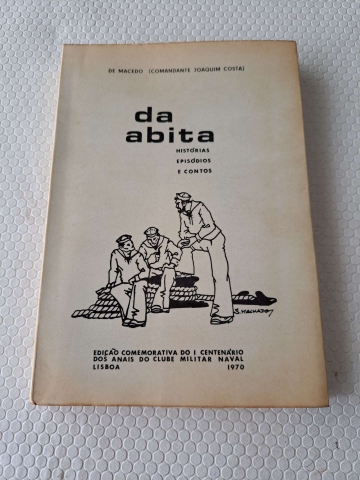 DE MACEDO (COMANDANTE JOAQUIM COSTA)
da
abita
HISTÓRIAS
EPISÓDIOS
E CONTOS
S. MACHADO
EDIÇÃO COMEMORATIVA DO I CENTENÁRIO
DOS ANAIS DO CLUBE MILITAR NAVAL
LISBOA 1970